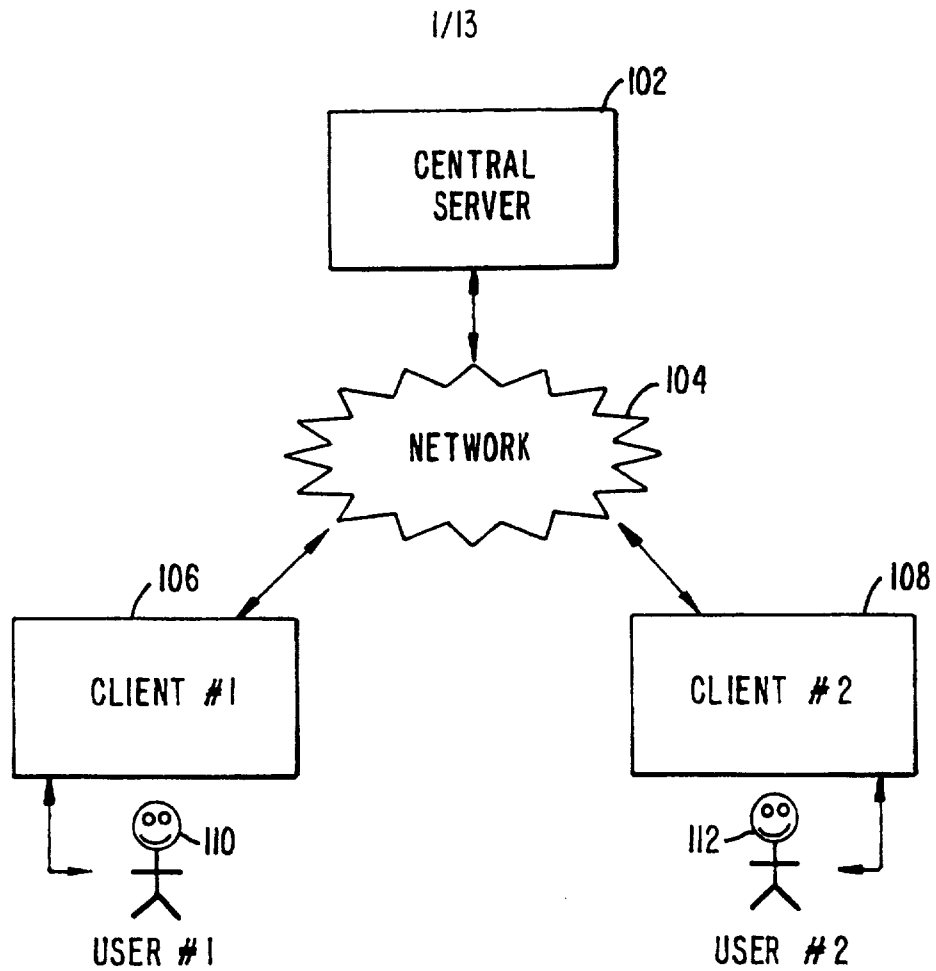 1/13
102
CENTRAL
SERVER
104
NETWORK
106
108
CLIENT #1
CLIENT #2
110
112
USER #1
USER #2